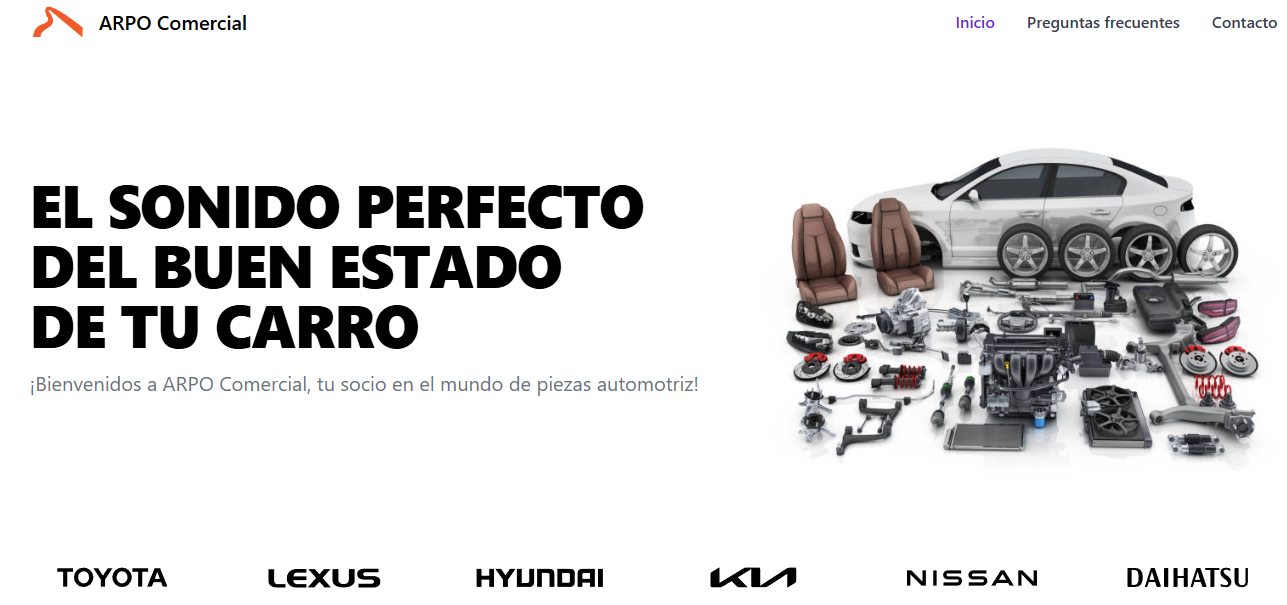 ARPO Comercial
Inicio
Preguntas frecuentes
Contacto
EL SONIDO PERFECTO
DEL BUEN ESTADO
DE TU CARRO
¡Bienvenidos a ARPO Comercial, tu socio en el mundo de piezas automotriz!
TOYOTA
LEXUS
HYUNDAI
KIA
NISSAN
DAIHATSU